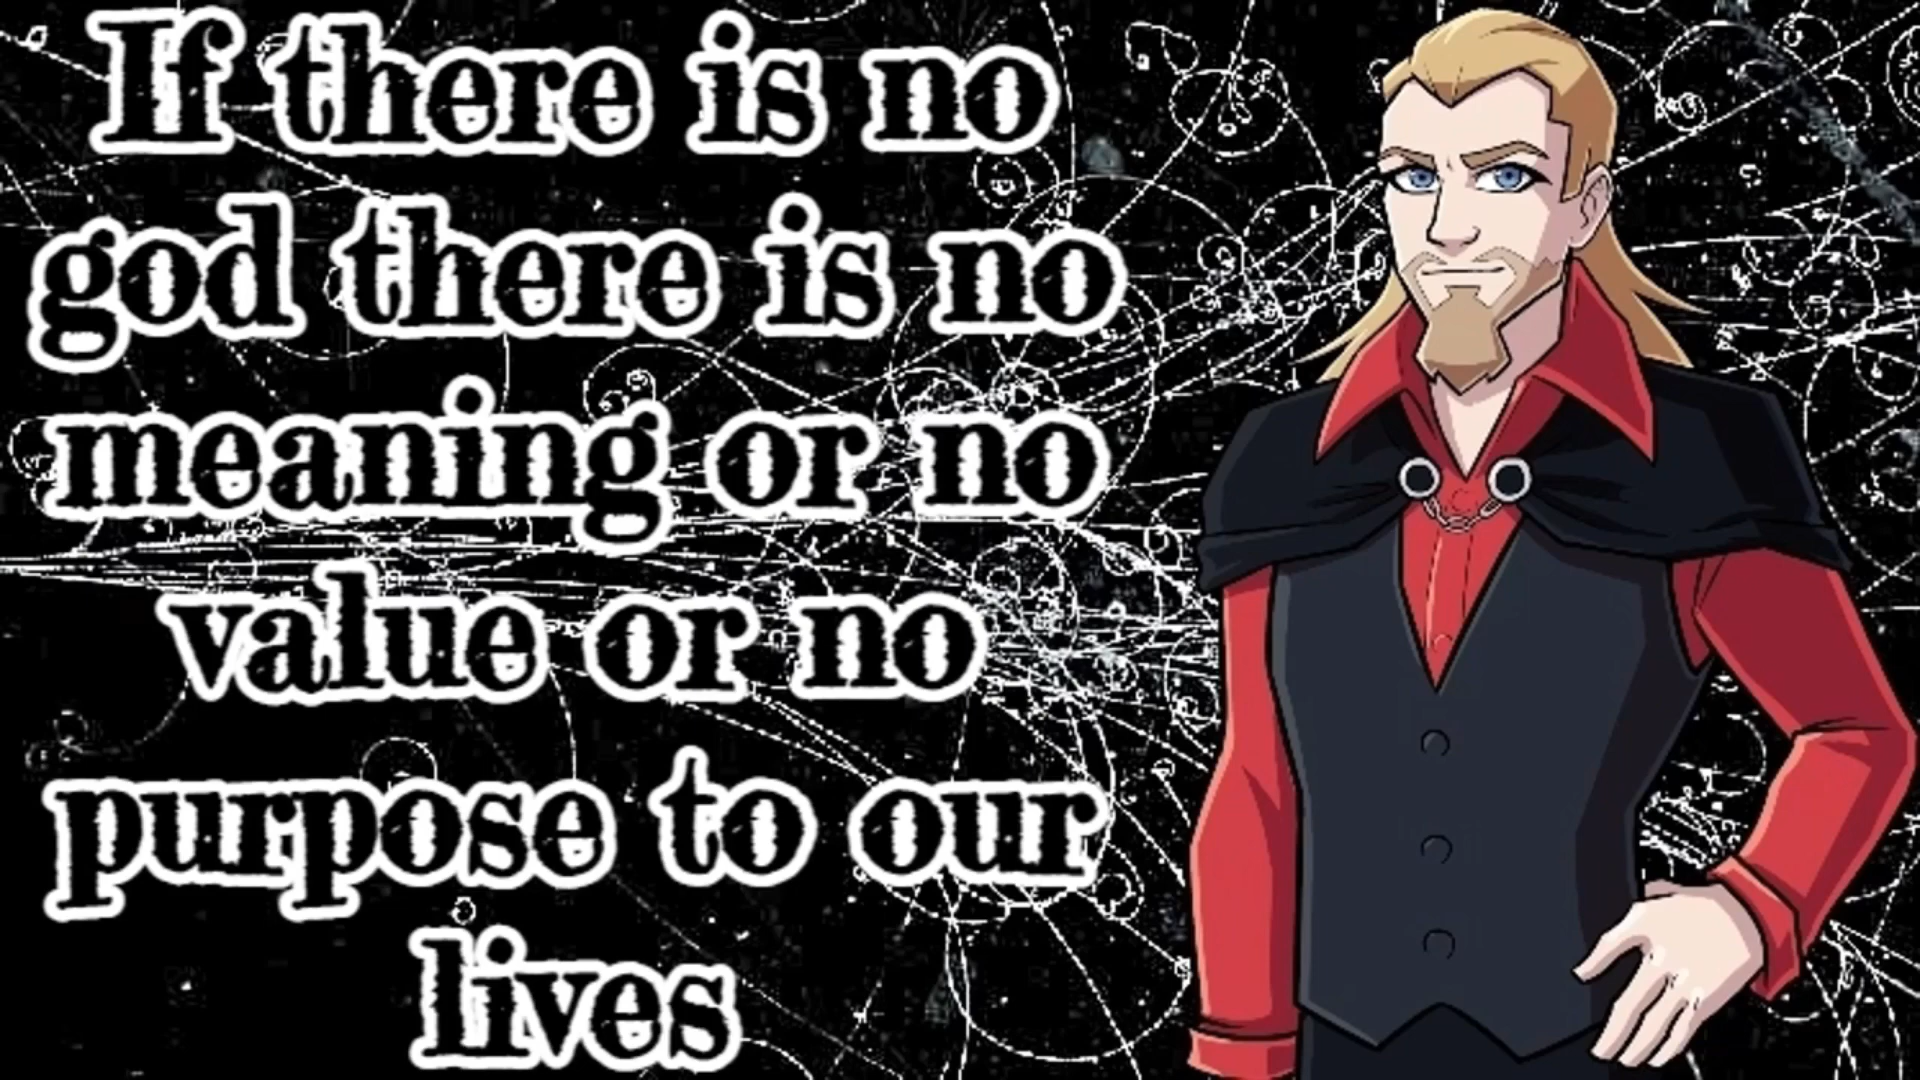 If there is no
god there is no
meaning or no
value or no
purpose to our
lives